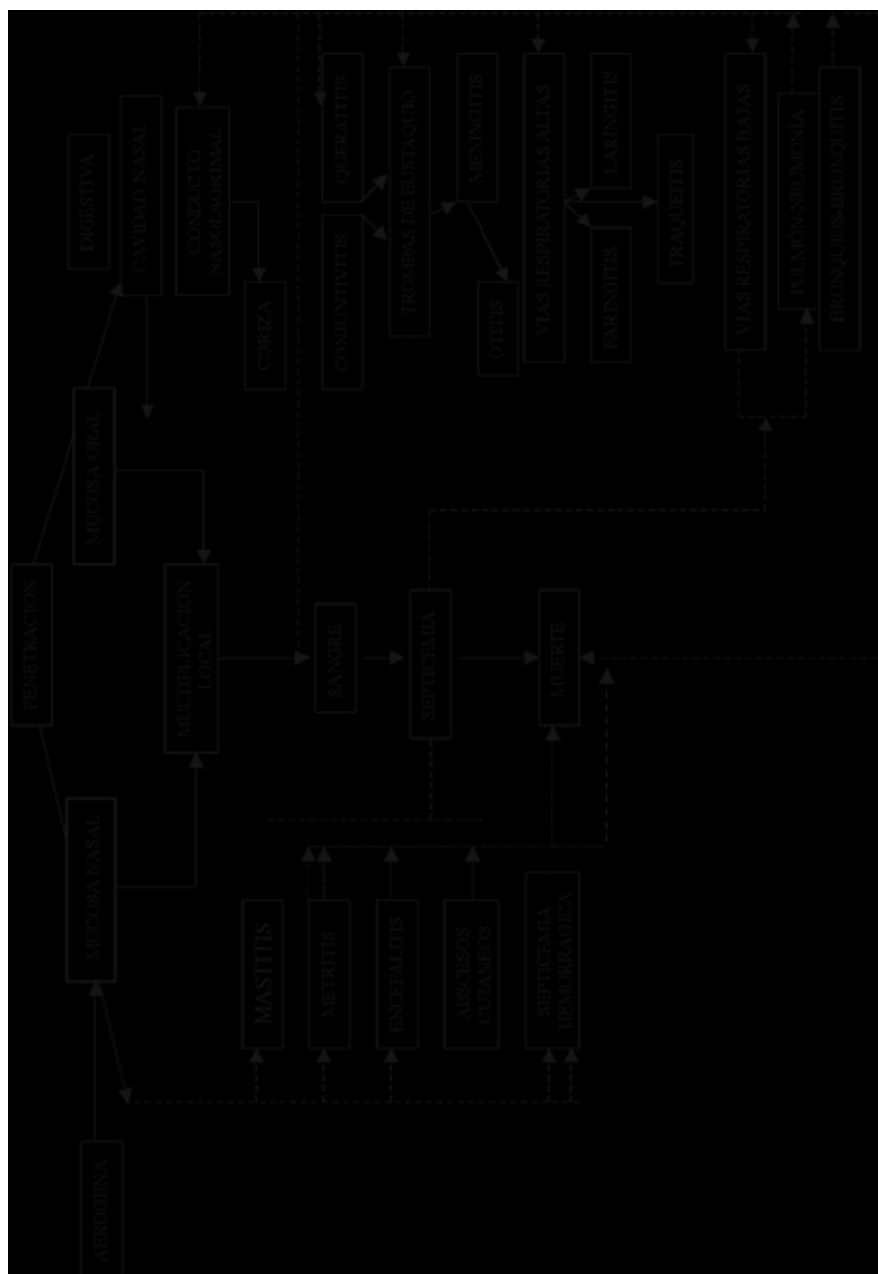 PENETRACION
AEROGENA
MUCOSA NASAL
MUCOSA ORAL
DIGESTIVA
CAVIDAD NASAL
MULTIPLICACION
LOCAL
CONDUCTO
NASOLAGRIMAL
CORIZA
MASTITIS
METRITIS
SANGRE
CONJUNTIVITIS
QUERATITIS
ENCEFALITIS
SEPTICEMIA
TROMPAS DE EUSTAQUIO
ABSCESOS
CUTANEOS
OTITIS
MENINGITIS
SEPTICEMIA
HEMORRÁGICA
MUERTE
VIAS RESPIRATORIAS ALTAS
FARINGITIS
LARINGITIS
TRAQUEITIS
VIAS RESPIRATORIAS BAJAS
PULMON-NEUMONÍA
BRONQUIOS-BRONQUITIS